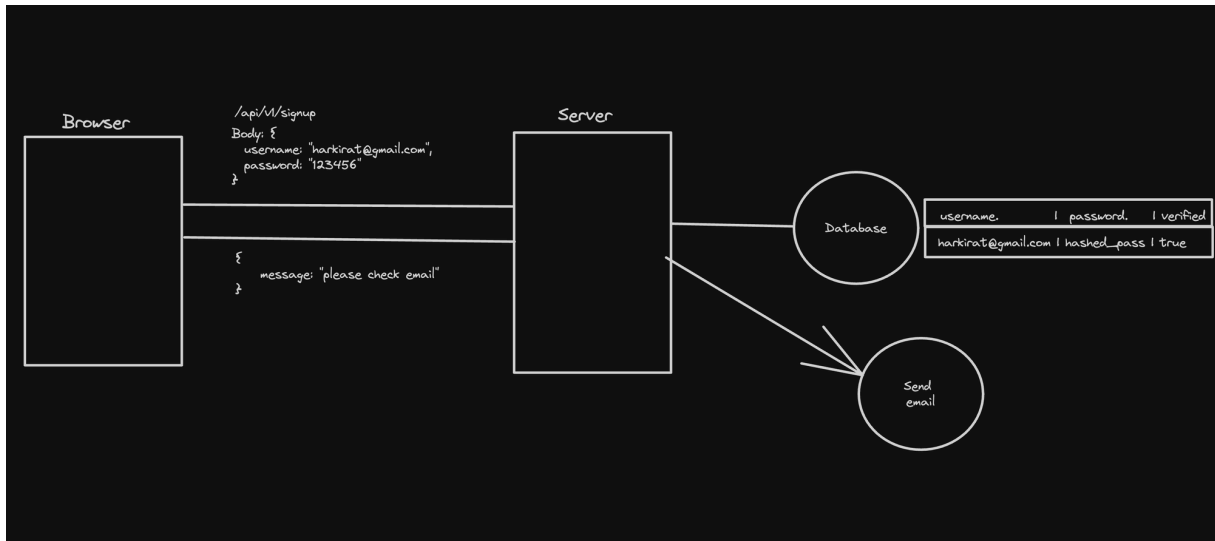 Browser
/api/v1/signup
Body: {
username: "harkirat@gmail.com",
password: "123456"
}
{
message: "please check email"
}
Server
Database
username. | password. | verified
harkirat@gmail.com | hashed_pass | true
Send
email